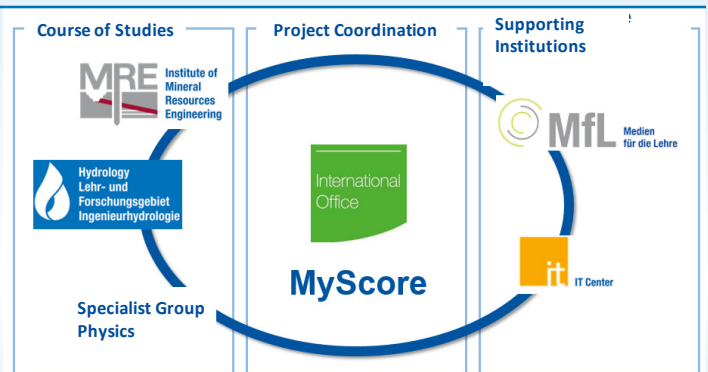 Course of Studies
MRE
Institute of
Mineral
Resources
Engineering
Hydrology
Lehr- und
Forschungsgebiet
Ingenieurhydrologie
Specialist Group
Physics
Project Coordination
International
Office
MyScore
Supporting
Institutions
MfL
Medien
für die Lehre
it
IT Center